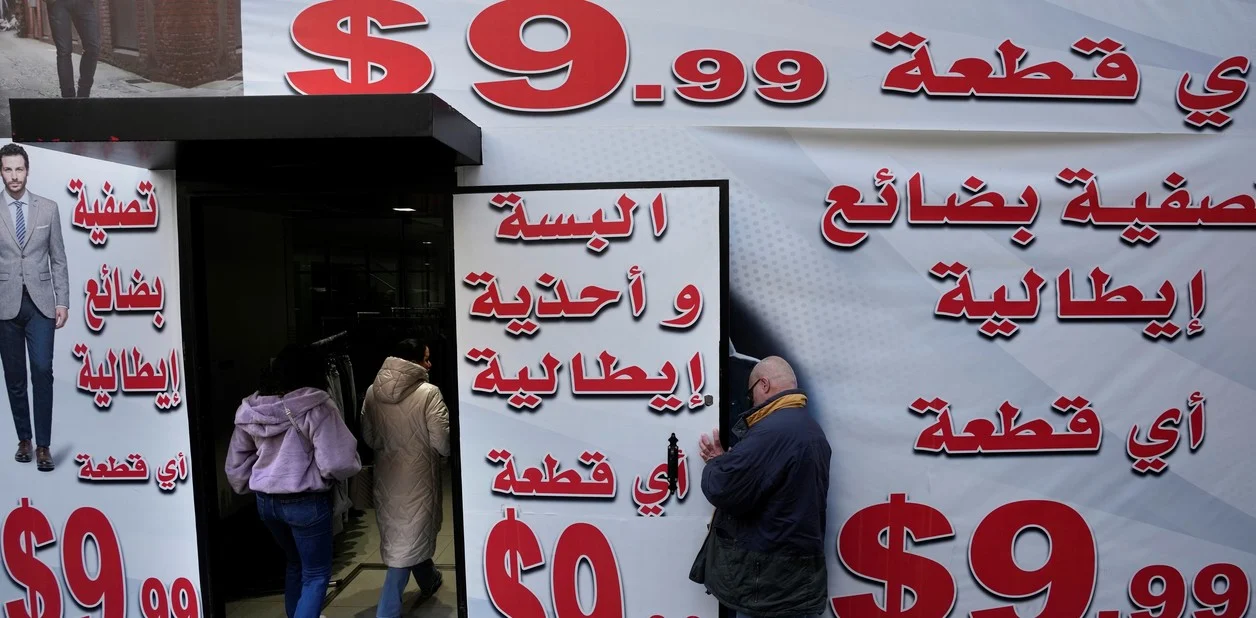 $9.99 أي قطعة
تصفية
بضائع
إيطالية
أي قطعة
$9.99
البسة
و أحذية
إيطالية
أي قطعة
تصفية بضائع
إيطالية
أي قطعة
$9.99